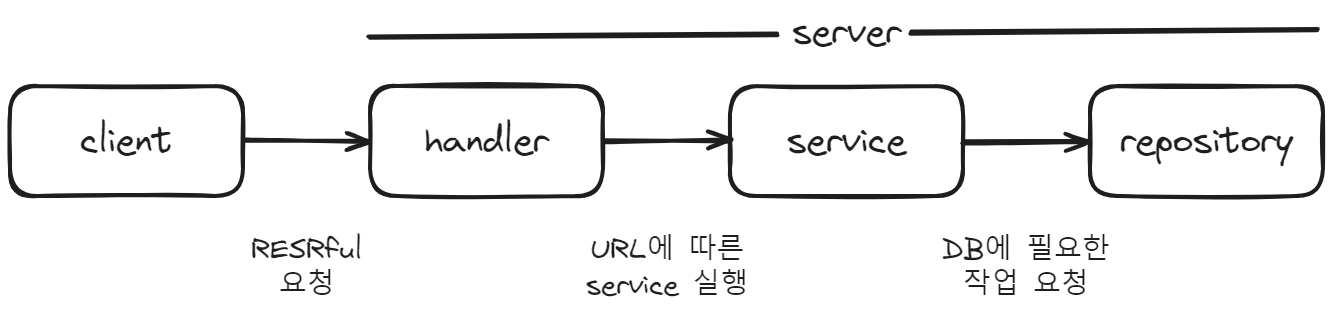 server
client
handler
service
repository
RESRful
요청
URL에 따른
service 실행
DB에 필요한
작업 요청